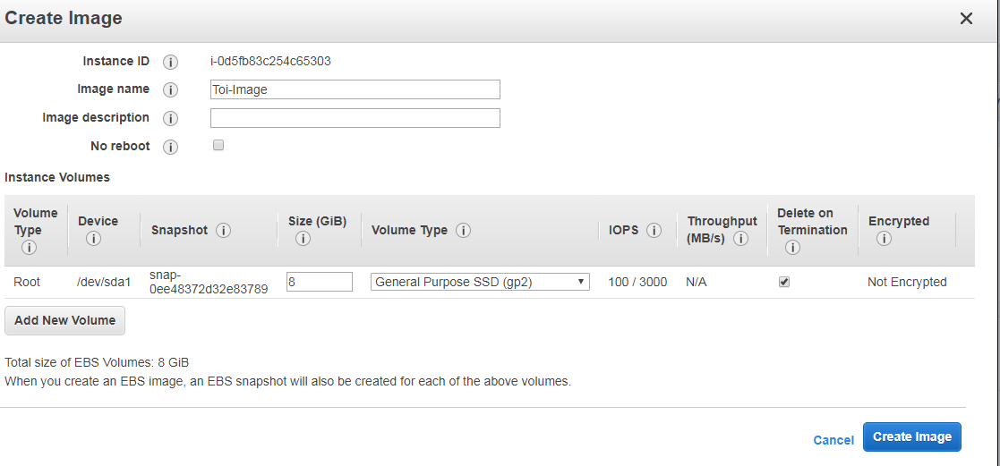 Create Image
Instance ID i-0d5fb83c254c65303
Image name Toi-Image
Image description
No reboot
Instance Volumes
Volume Type Device Snapshot Size (GiB) Volume Type IOPS Throughput (MB/s) Delete on Termination Encrypted
Root /dev/sda1 snap-0ee48372d32e83789 8 General Purpose SSD (gp2) 100 / 3000 N/A Not Encrypted
Add New Volume
Total size of EBS Volumes: 8 GiB
When you create an EBS image, an EBS snapshot will also be created for each of the above volumes.
Cancel Create Image